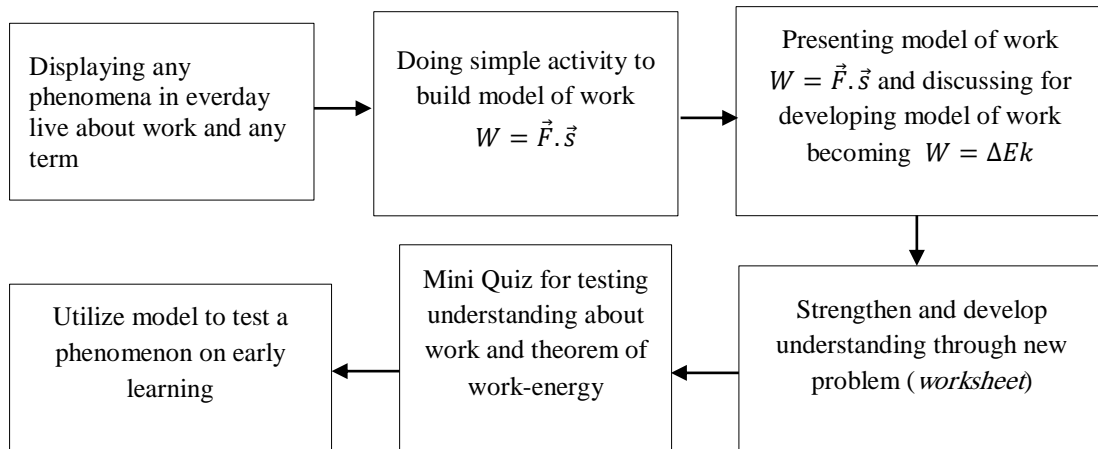 Displaying any
phenomena in everday
live about work and any
term
Doing simple activity to
build model of work
𝑊 = 𝐹⃗. 𝑠⃗
Presenting model of work
𝑊 = 𝐹⃗. 𝑠⃗ and discussing for
developing model of work
becoming 𝑊 = ∆𝐸𝑘
Strengthen and develop
understanding through new
problem (worksheet)
Mini Quiz for testing
understanding about
work and theorem of
work-energy
Utilize model to test a
phenomenon on early
learning